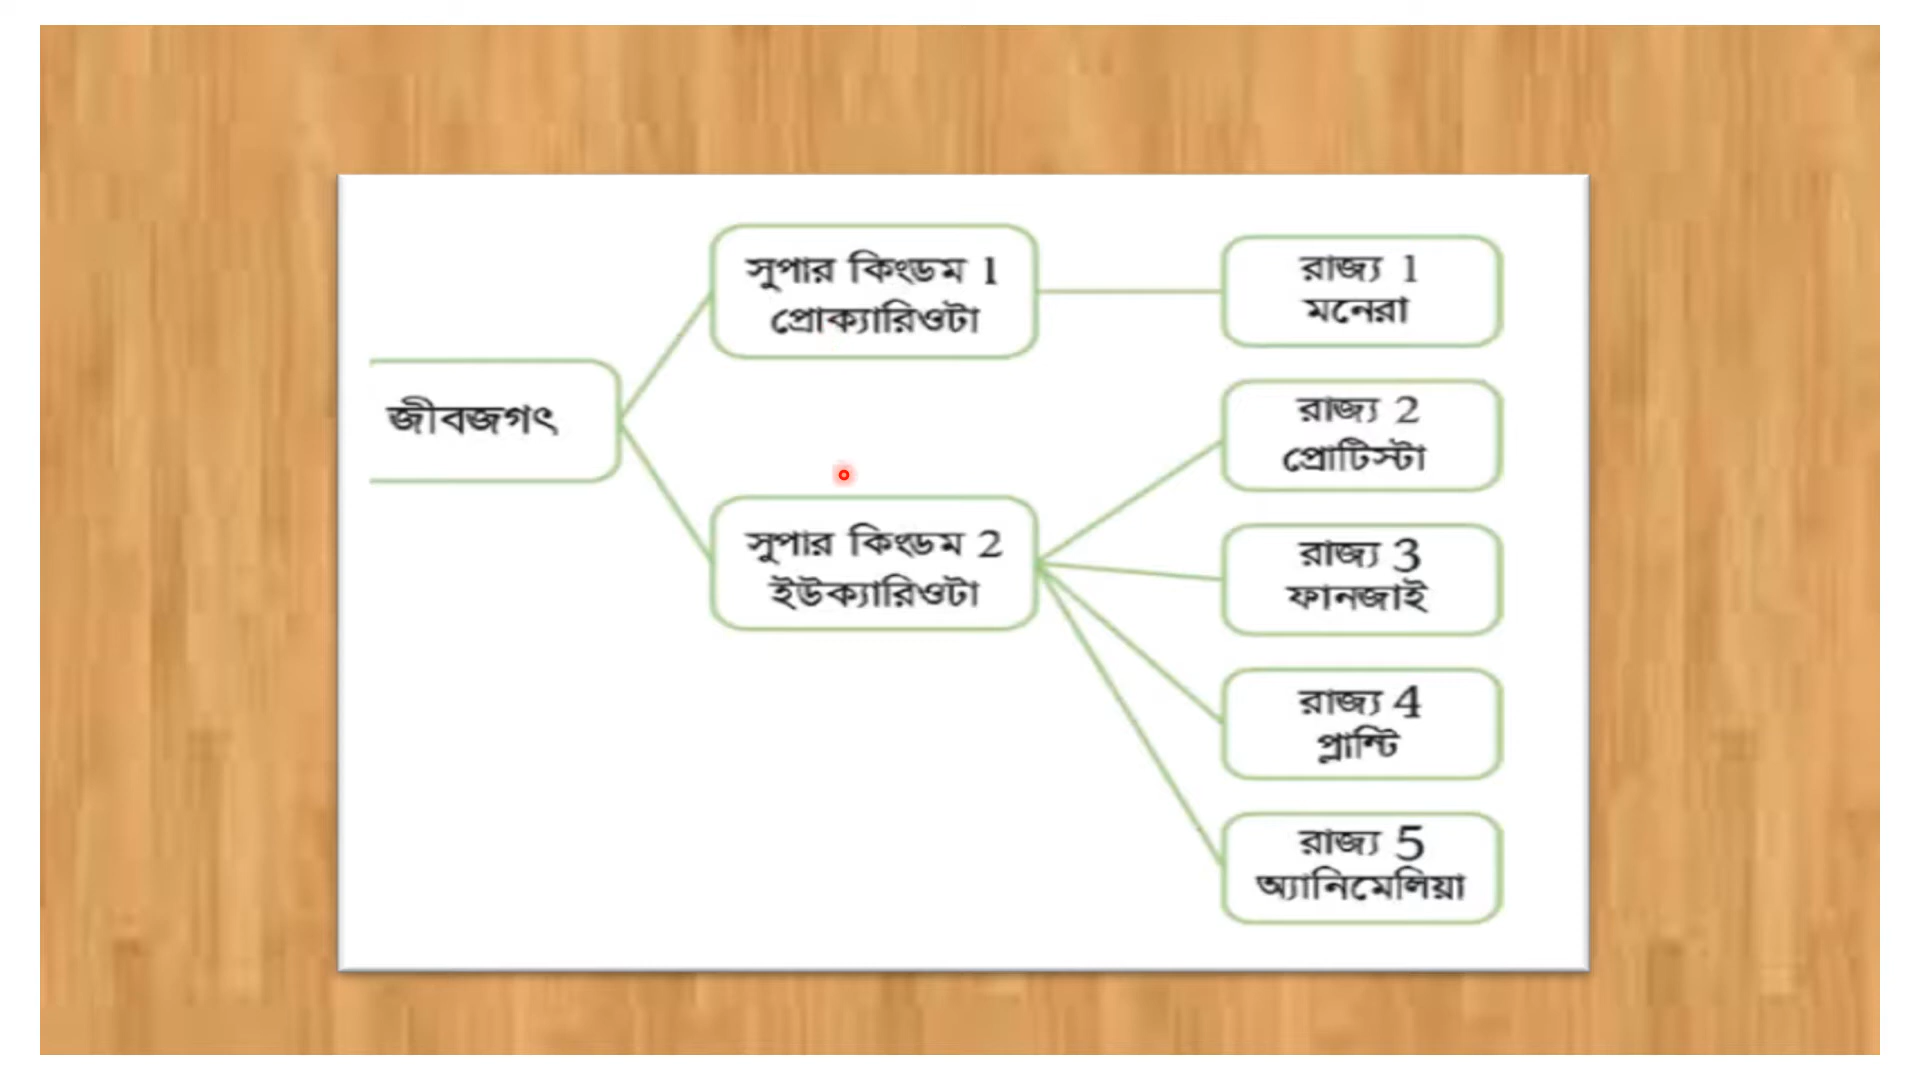 জীবজগৎ
সুপার কিংডম 1
প্রোক্যারিওটা
রাজ্য 1
মনেরা
সুপার কিংডম 2
ইউক্যারিওটা
রাজ্য 2
প্রোটিস্টা
রাজ্য 3
ফানজাই
রাজ্য 4
প্লান্টি
রাজ্য 5
অ্যানিমেলিয়া